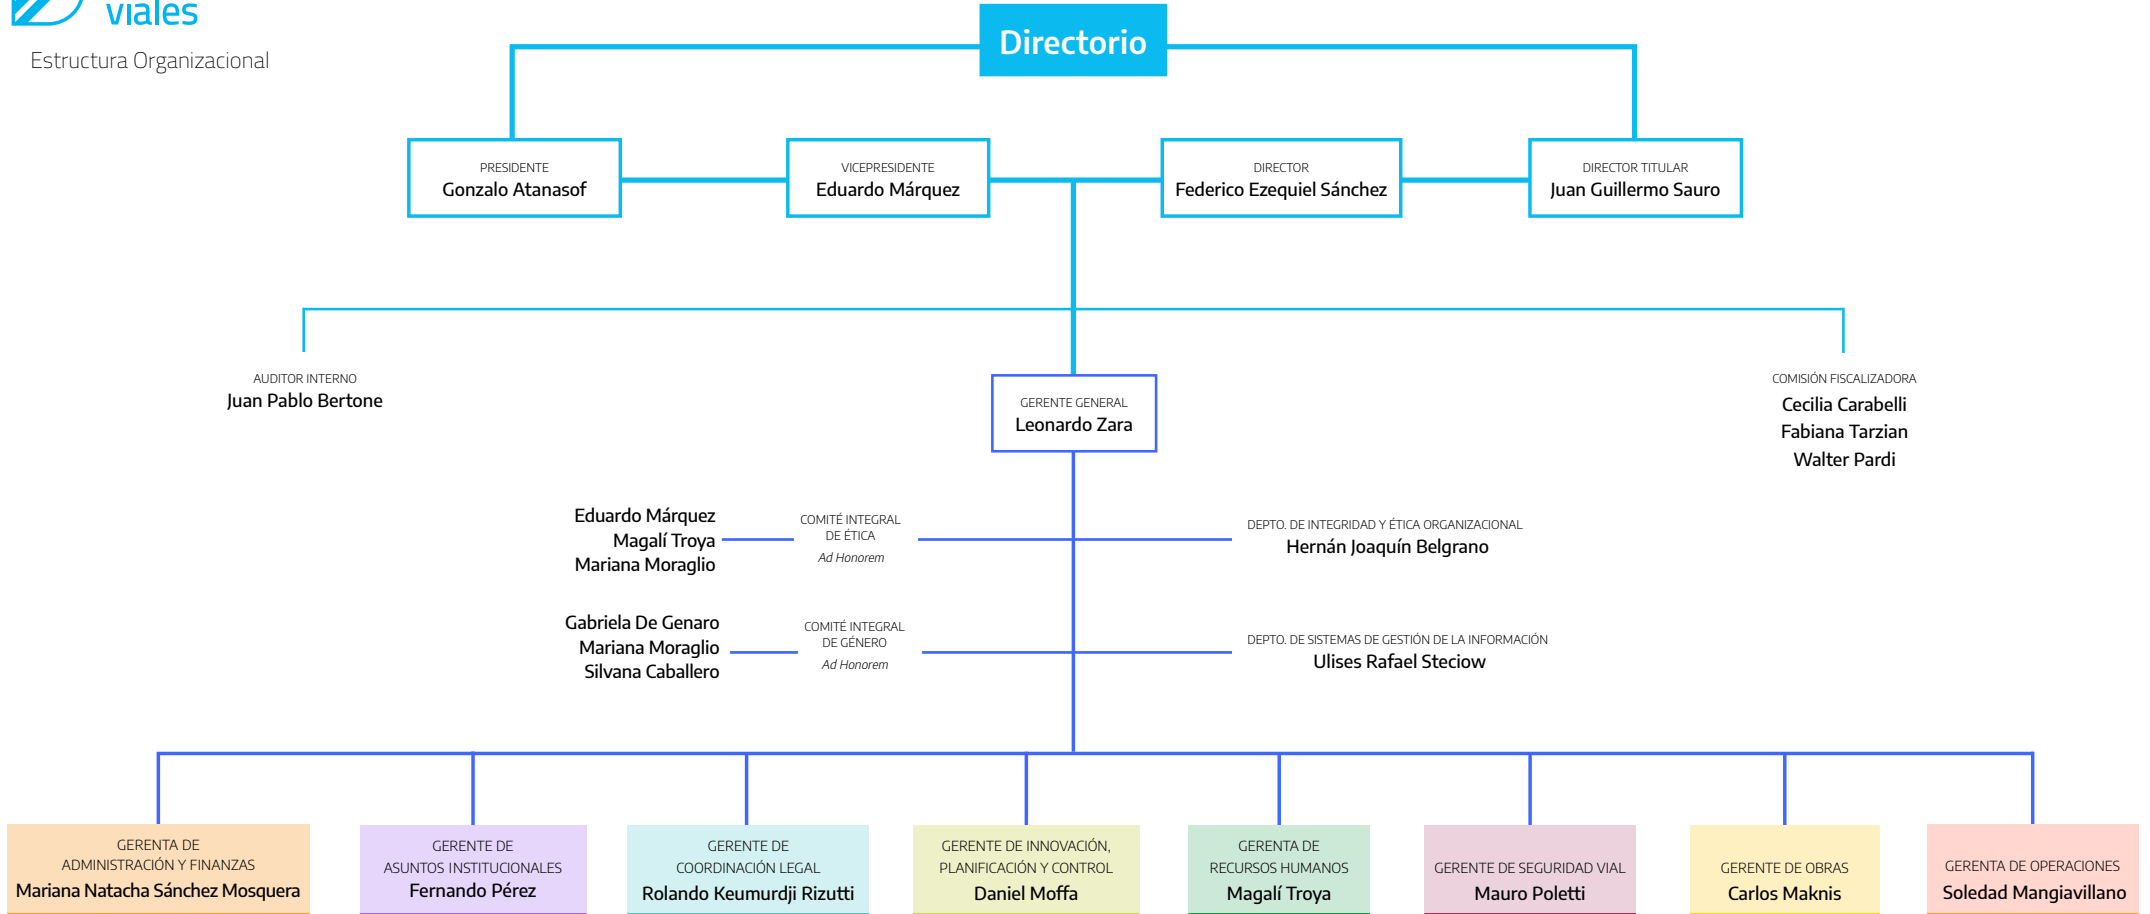 viales
Estructura Organizacional
Directorio
PRESIDENTE
Gonzalo Atanasof
VICEPRESIDENTE
Eduardo Márquez
DIRECTOR
Federico Ezequiel Sánchez
DIRECTOR TITULAR
Juan Guillermo Sauro
AUDITOR INTERNO
Juan Pablo Bertone
GERENTE GENERAL
Leonardo Zara
COMISIÓN FISCALIZADORA
Cecilia Carabelli
Fabiana Tarzian
Walter Pardi
Eduardo Márquez
Magalí Troya
Mariana Moraglio
COMITÉ INTEGRAL
DE ÉTICA
Ad Honorem
DEPTO. DE INTEGRIDAD Y ÉTICA ORGANIZACIONAL
Hernán Joaquín Belgrano
Gabriela De Genaro
Mariana Moraglio
Silvana Caballero
COMITÉ INTEGRAL
DE GÉNERO
Ad Honorem
DEPTO. DE SISTEMAS DE GESTIÓN DE LA INFORMACIÓN
Ulises Rafael Steciow
GERENTA DE
ADMINISTRACIÓN Y FINANZAS
Mariana Natacha Sánchez Mosquera
GERENTE DE
ASUNTOS INSTITUCIONALES
Fernando Pérez
GERENTE DE
COORDINACIÓN LEGAL
Rolando Keumurdji Rizutti
GERENTE DE INNOVACIÓN,
PLANIFICACIÓN Y CONTROL
Daniel Moffa
GERENTA DE
RECURSOS HUMANOS
Magalí Troya
GERENTE DE SEGURIDAD VIAL
Mauro Poletti
GERENTE DE OBRAS
Carlos Maknis
GERENTA DE OPERACIONES
Soledad Mangiavillano